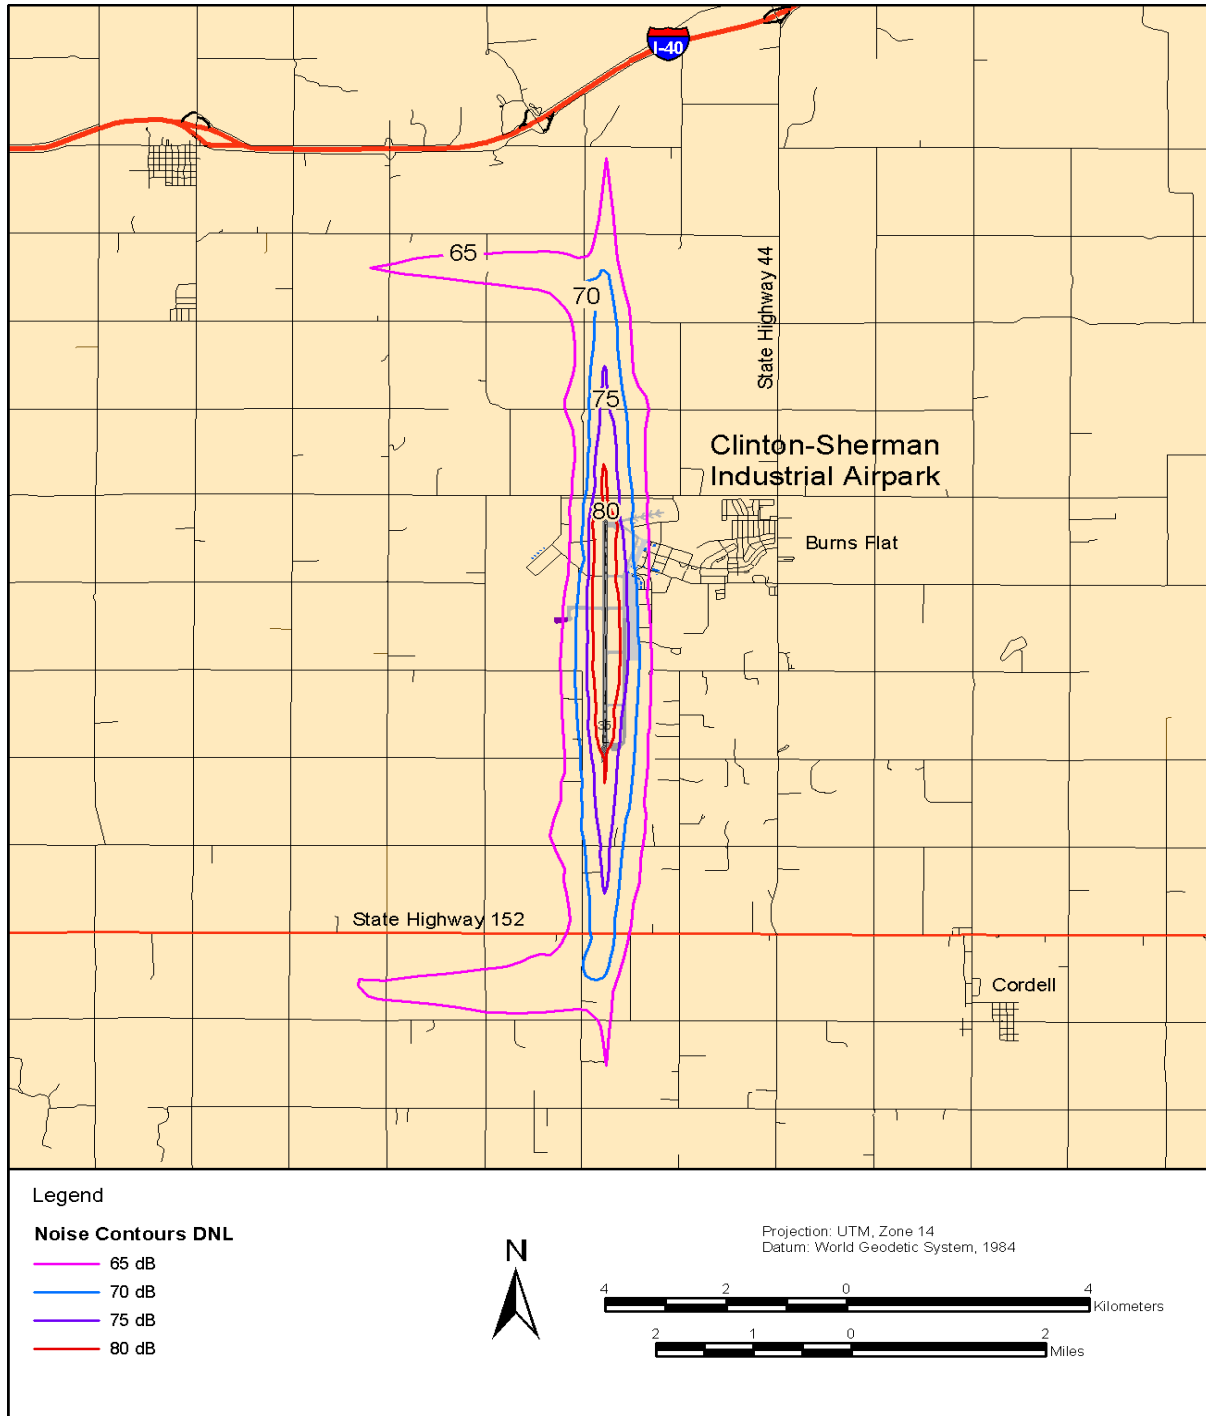 I-40
65
70
State Highway 44
75
Clinton-Sherman
Industrial Airpark
80
Burns Flat
35
State Highway 152
Cordell
Legend
Noise Contours DNL
65 dB
70 dB
75 dB
80 dB
N
Projection: UTM, Zone 14
Datum: World Geodetic System, 1984
4 2 0 4
Kilometers
2 1 0 2
Miles